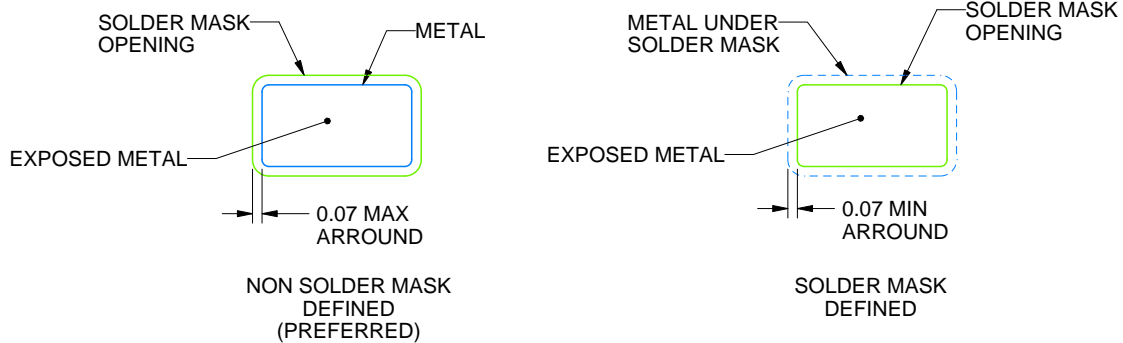 SOLDER MASK
OPENING
METAL
EXPOSED METAL
0.07 MAX
ARROUND
NON SOLDER MASK
DEFINED
(PREFERRED)
METAL UNDER
SOLDER MASK
SOLDER MASK
OPENING
EXPOSED METAL
0.07 MIN
ARROUND
SOLDER MASK
DEFINED